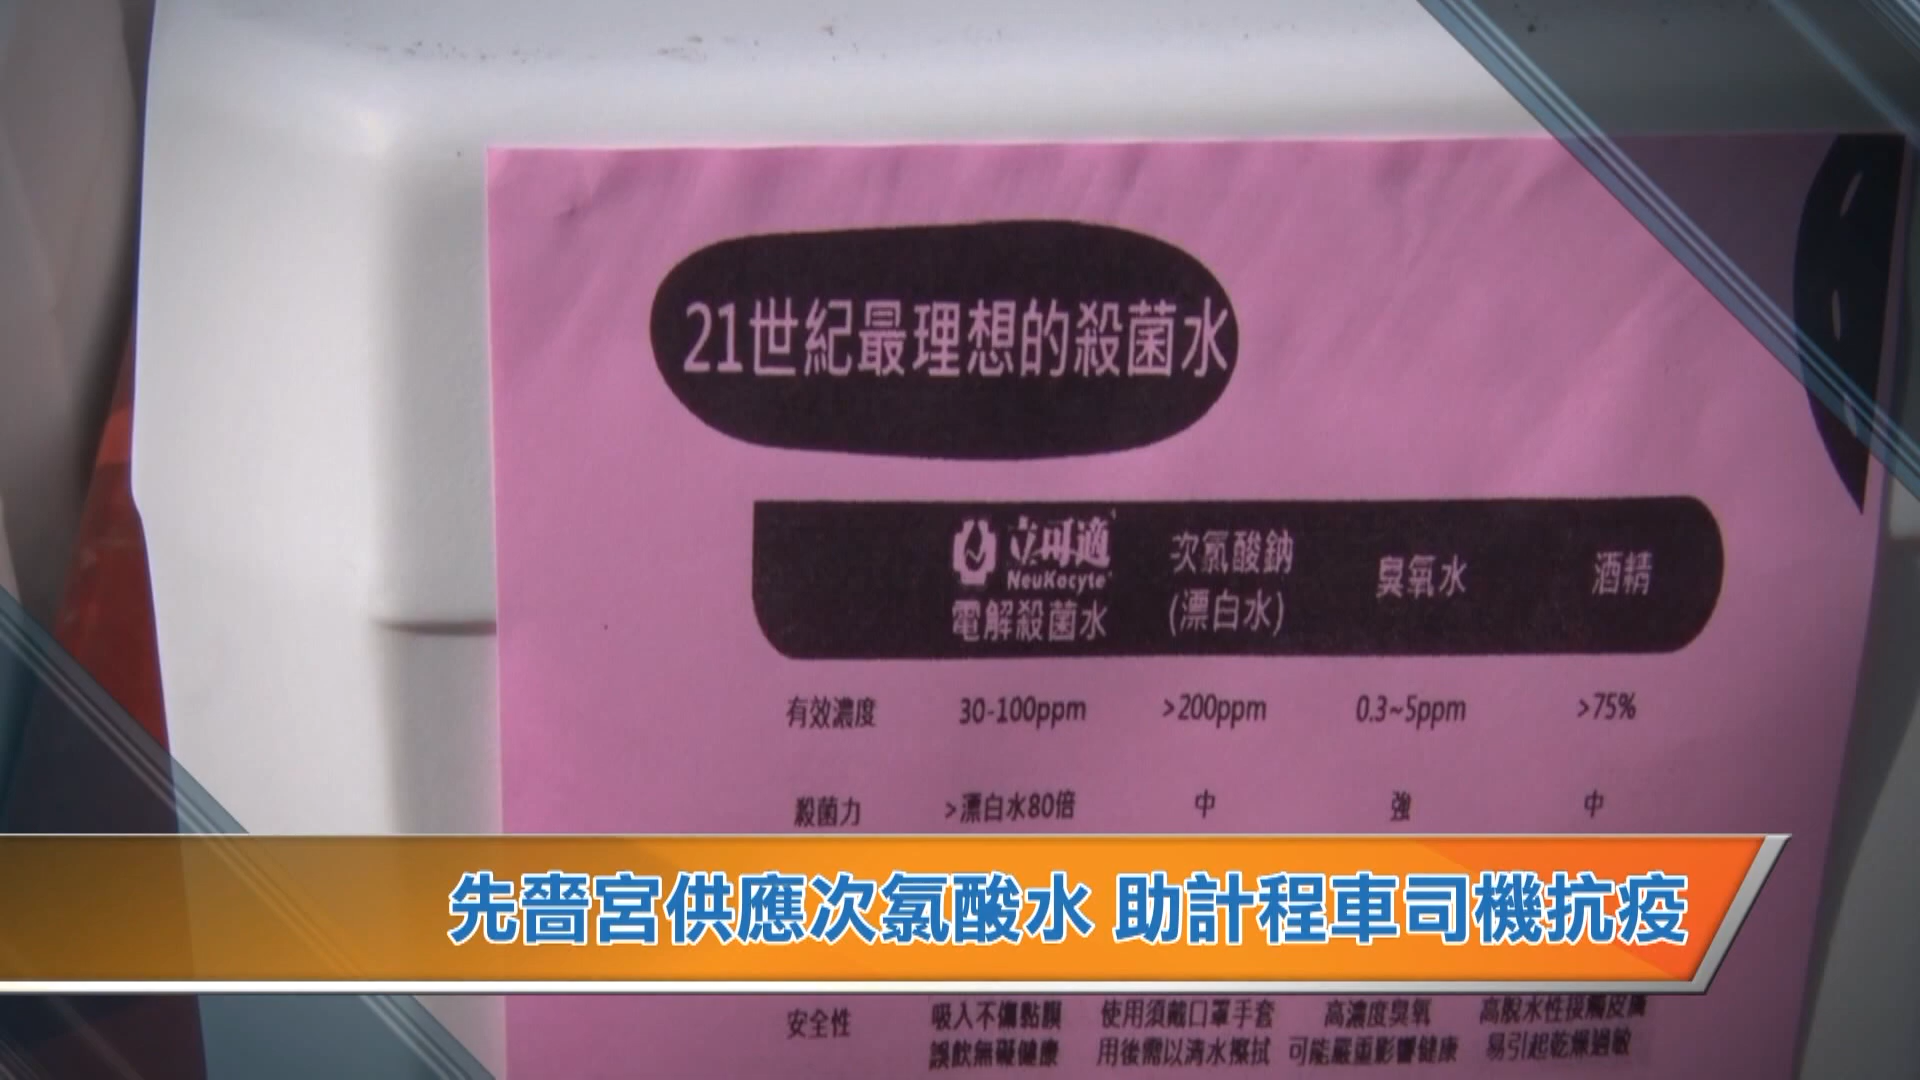 21世紀最理想的殺菌水
立可適
NeuKocyte
電解殺菌水
次氯酸鈉
(漂白水)
臭氧水
酒精
有效濃度 30-100ppm >200ppm 0.3~5ppm >75%
殺菌力 >漂白水80倍 中 強 中
先嗇宮供應次氯酸水 助計程車司機抗疫
安全性
吸入不傷黏膜 使用須戴口罩手套 高濃度臭氧 高脫水性接觸皮膚
誤飲無礙健康 用後需以清水擦拭 可能嚴重影響健康 易引起乾燥過敏